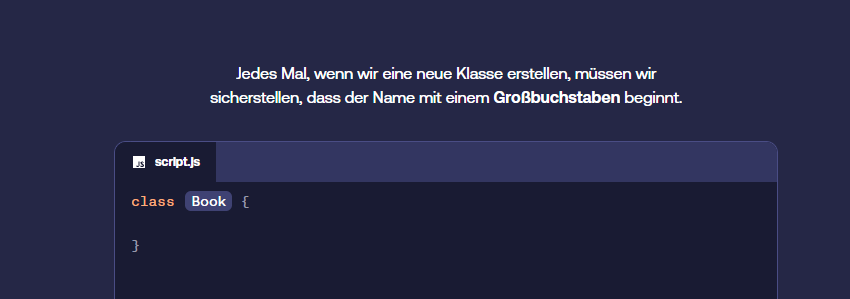 Jedes Mal, wenn wir eine neue Klasse erstellen, müssen wir
sicherstellen, dass der Name mit einem Großbuchstaben beginnt.
JS script.js
class Book {
}